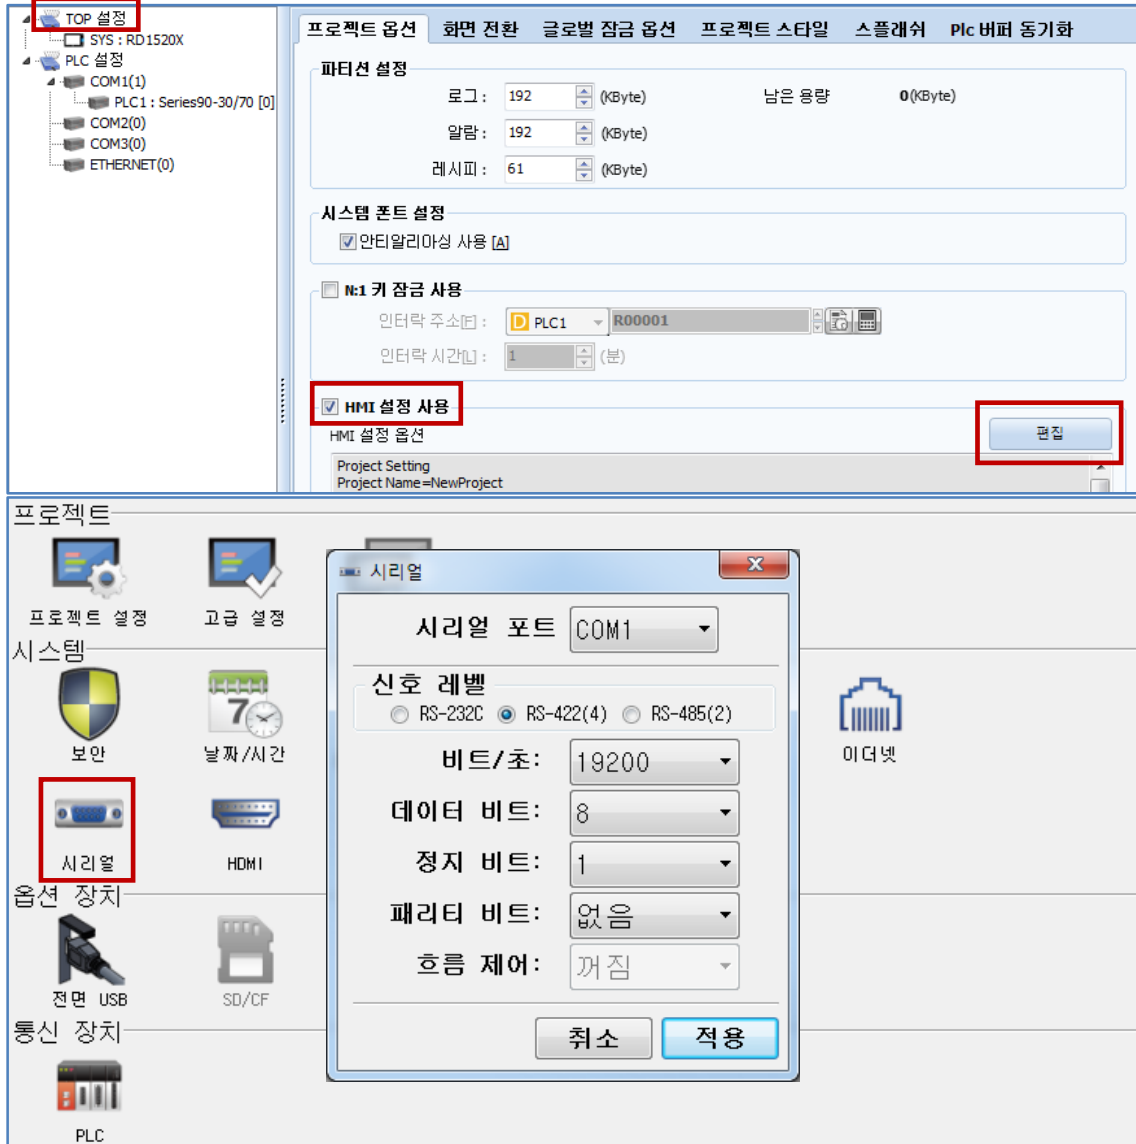 TOP 설정
SYS : RD1520X
PLC 설정
COM1(1)
PLC1 : Series90-30/70 [0]
COM2(0)
COM3(0)
ETHERNET(0)
프로젝트 옵션 화면 전환 글로벌 잠금 옵션 프로젝트 스타일 스플래쉬 Plc 버퍼 동기화
파티션 설정
로그 : 192 (KByte) 남은 용량 0(KByte)
알람 : 192 (KByte)
레시피 : 61 (KByte)
시스템 폰트 설정
안티알리아싱 사용 [A]
N:1 키 잠금 사용
인터락 주소[F] : D PLC1 R00001
인터락 시간[L] : 1 (분)
HMI 설정 사용
HMI 설정 옵션 편집
Project Setting
Project Name=NewProject
프로젝트
프로젝트 설정 고급 설정
시스템
보안 날짜/시간 이더넷
시리얼 HDMI
옵션 장치
전면 USB SD/CF
통신 장치
PLC
시리얼
시리얼 포트 COM1
신호 레벨
RS-232C RS-422(4) RS-485(2)
비트/초: 19200
데이터 비트: 8
정지 비트: 1
패리티 비트: 없음
흐름 제어: 꺼짐
취소 적용